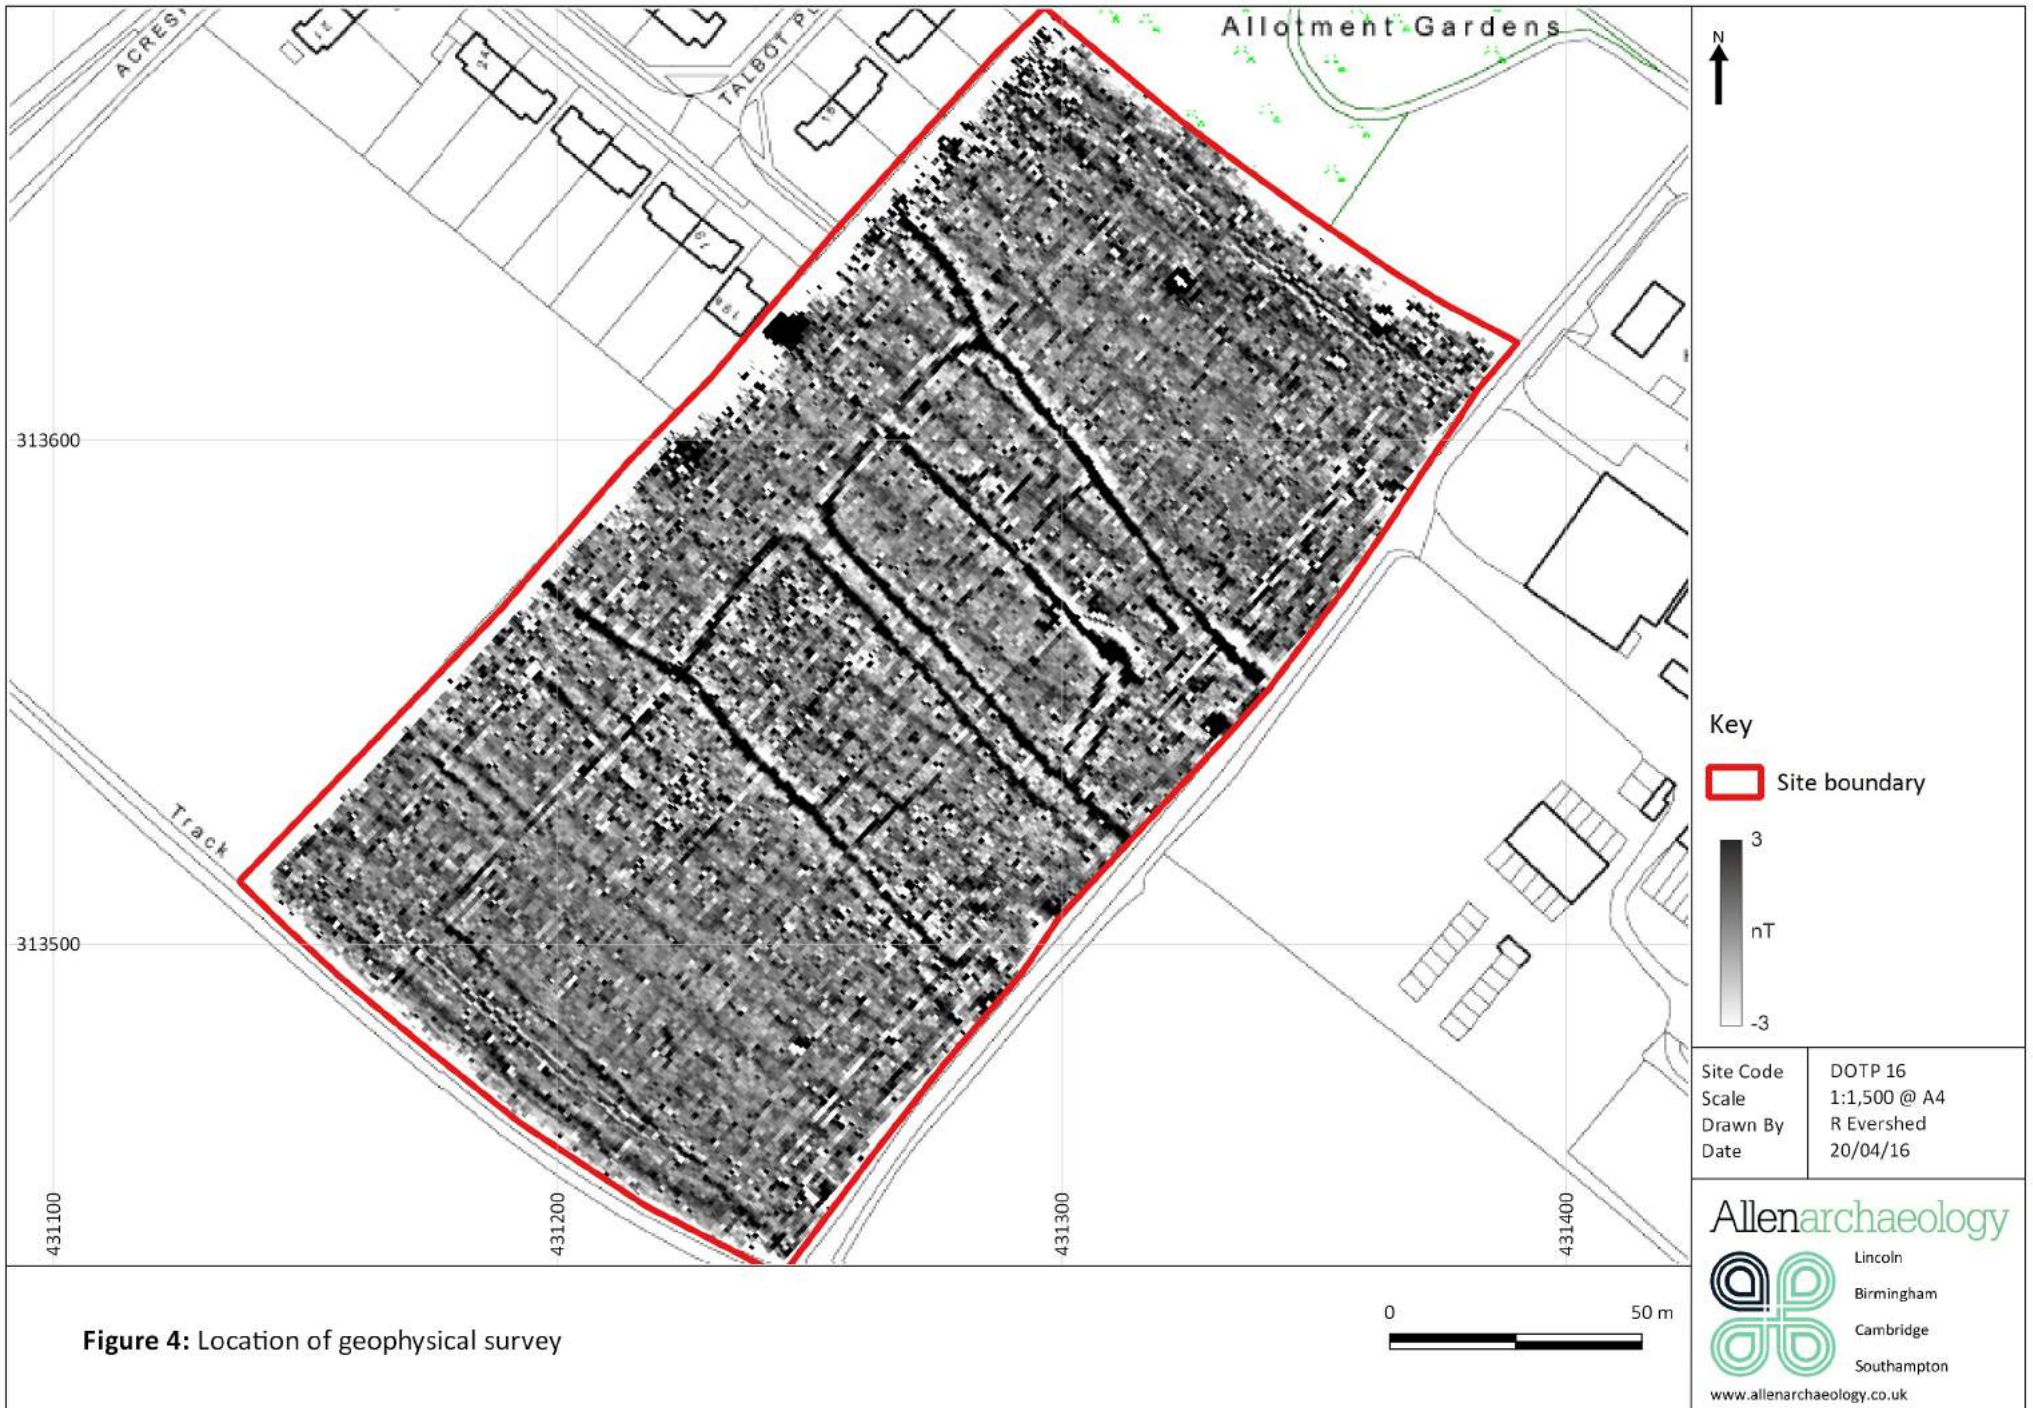 ACRES
24
TALBOT PL
16
Allotment Gardens
N
313600
Track
313500
431100
431200
431300
431400
Key
Site boundary
3
nT
-3
Site Code DOTP 16
Scale 1:1,500 @ A4
Drawn By R Evershed
Date 20/04/16
Allenarchaeology
Lincoln
Birmingham
Cambridge
Southampton
www.allenarchaeology.co.uk
0 50 m
Figure 4: Location of geophysical survey